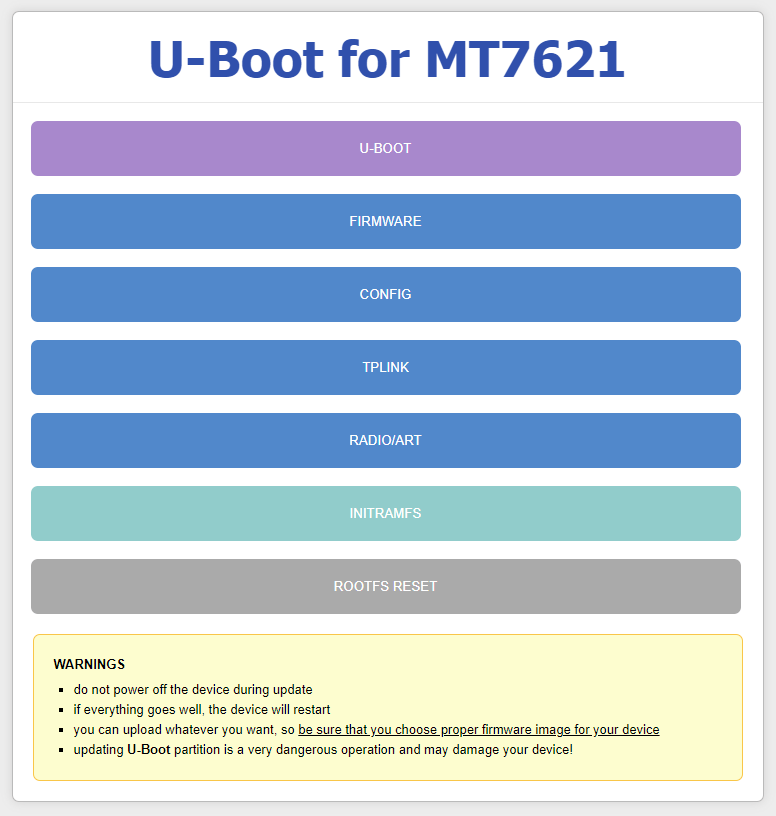 U-Boot for MT7621
U-BOOT
FIRMWARE
CONFIG
TPLINK
RADIO/ART
INITRAMFS
ROOTFS RESET
WARNINGS
do not power off the device during update
if everything goes well, the device will restart
you can upload whatever you want, so be sure that you choose proper firmware image for your device
updating U-Boot partition is a very dangerous operation and may damage your device!